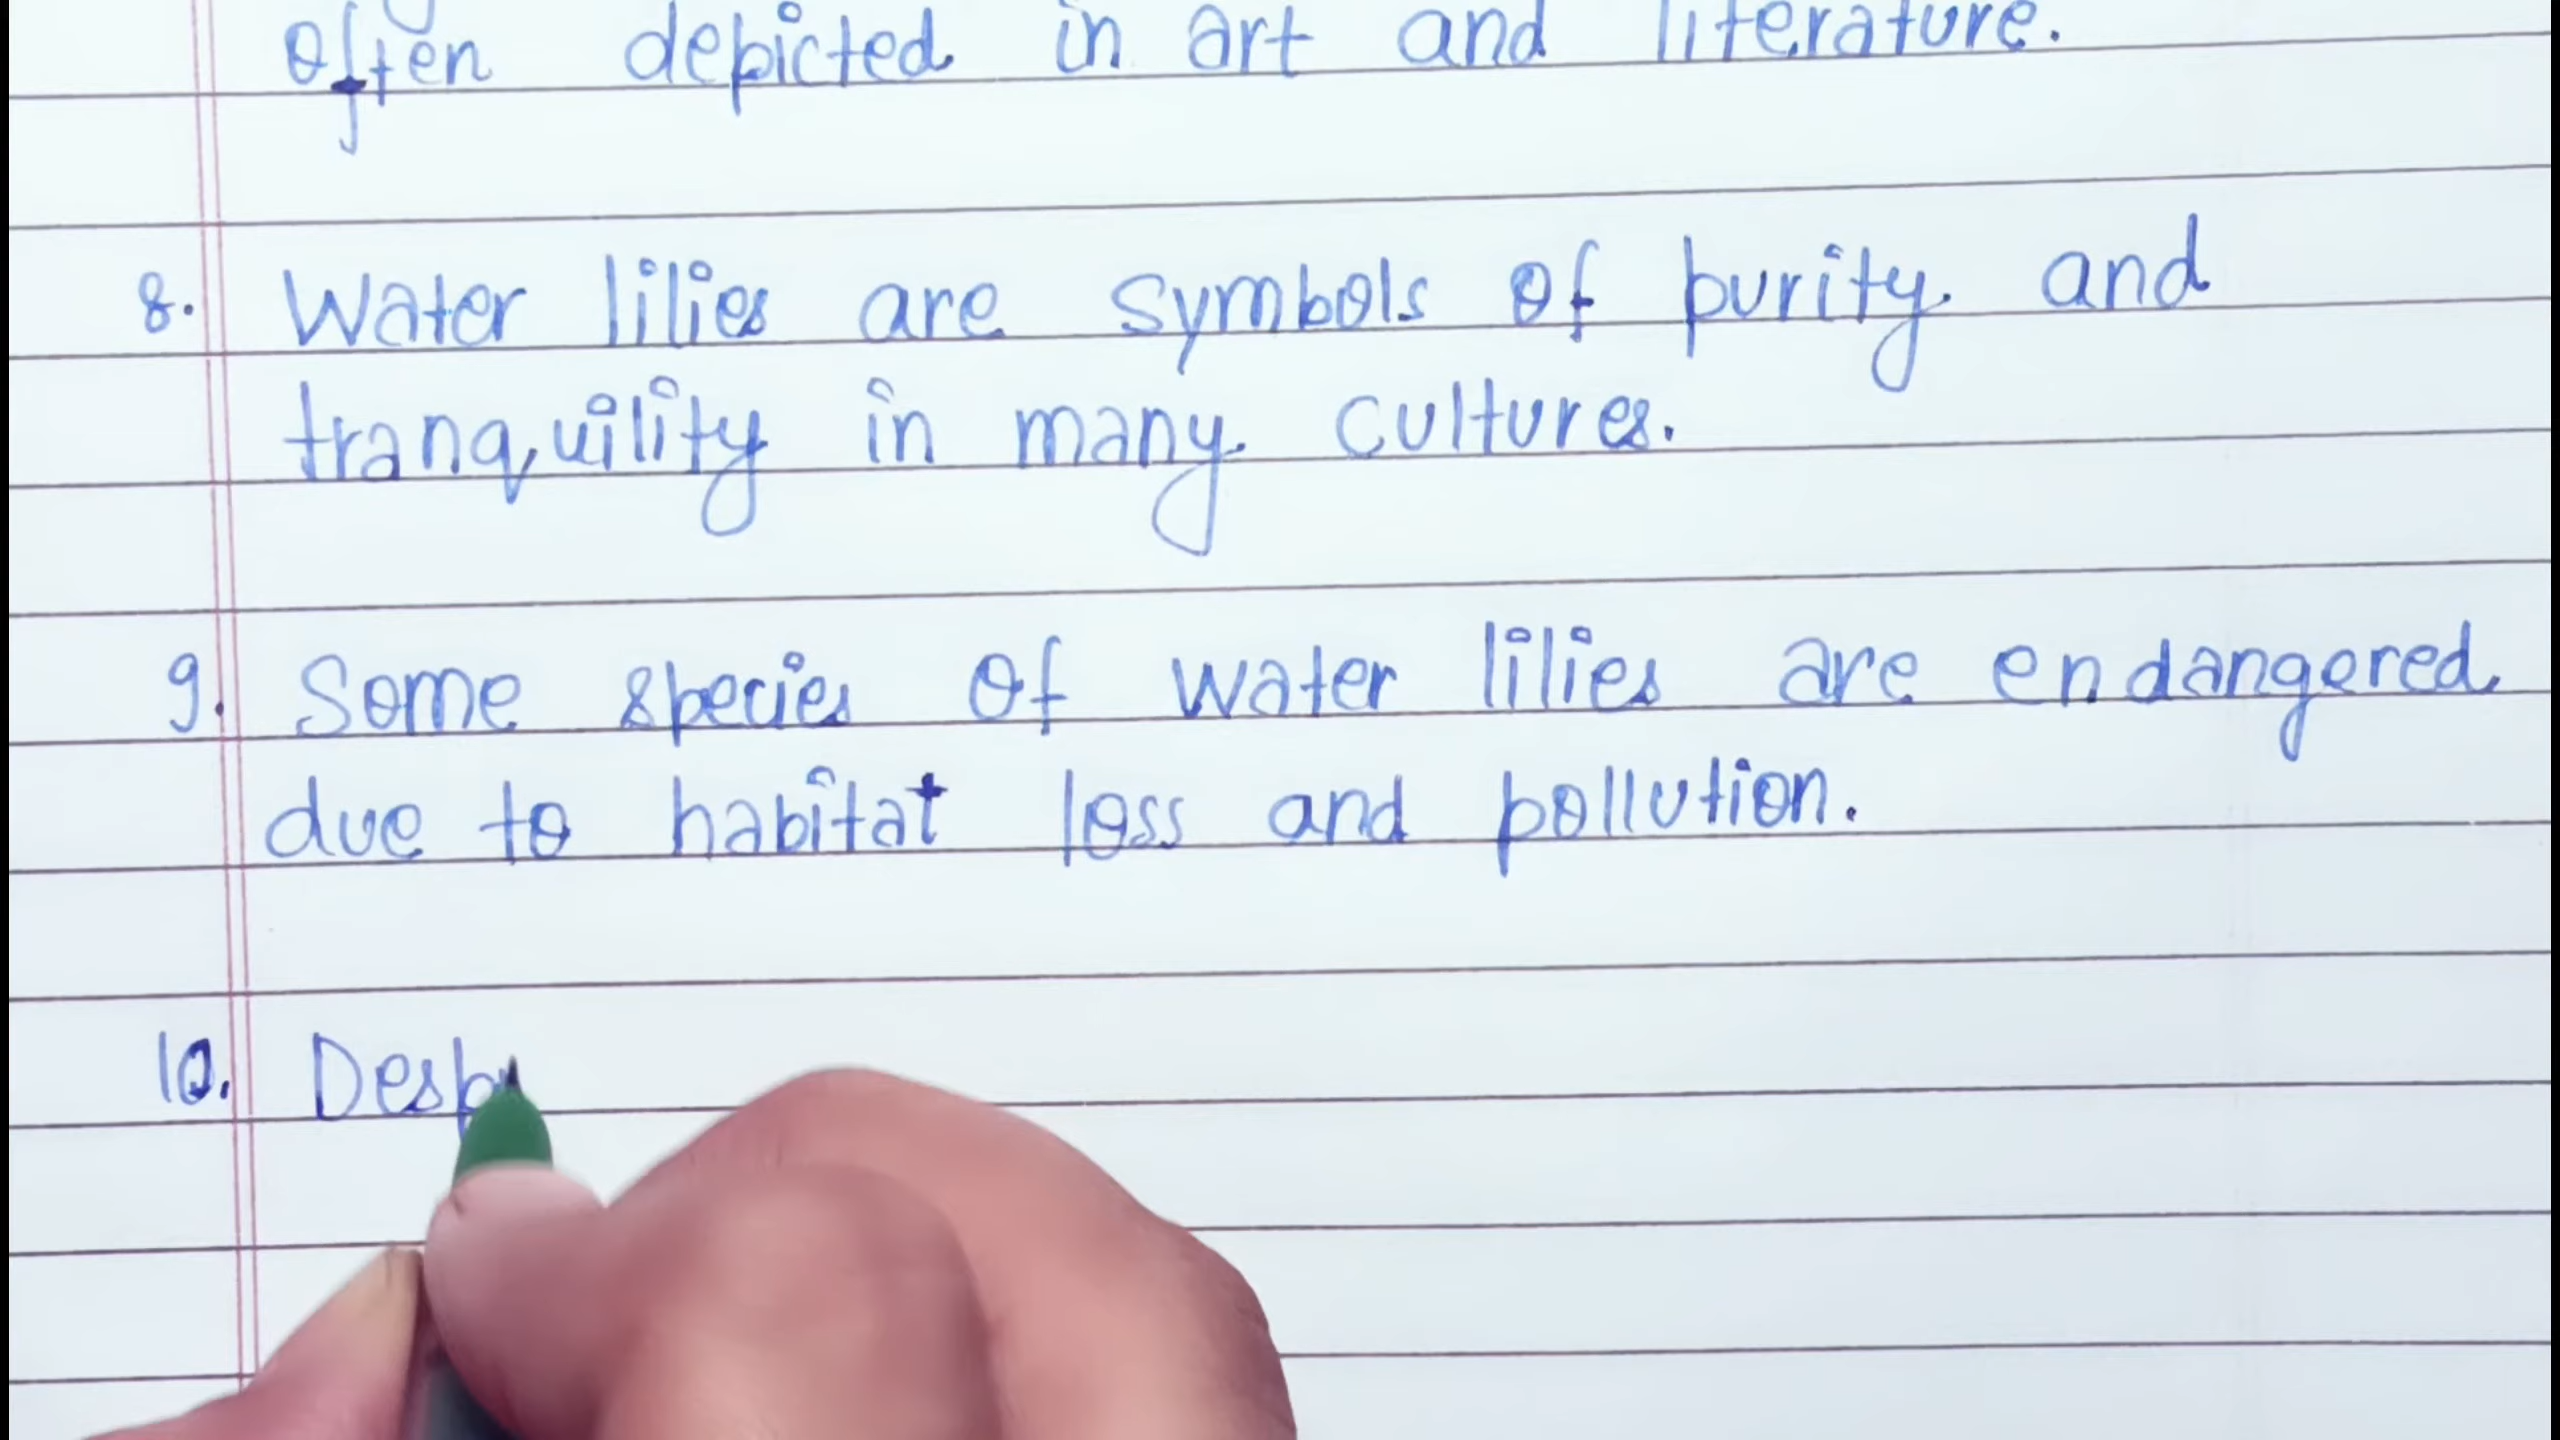 often depicted in art and literature.
8. Water lilies are symbols of purity and
tranquility in many cultures.
9. Some species of water lilies are endangered
due to habitat loss and pollution.
10. Desp